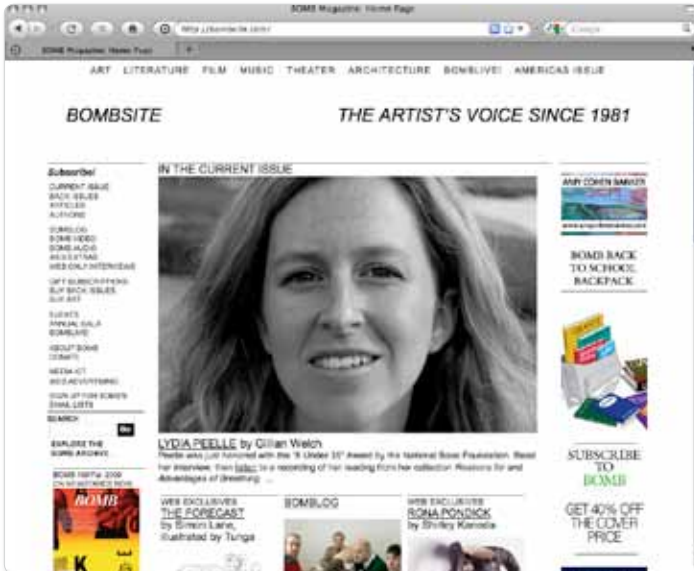 BOMB Magazine: Home Page
http://bombsite.com/
Google
BOMB Magazine: Home Page
ART LITERATURE FILM MUSIC THEATER ARCHITECTURE BOMBLIVE! AMERICAS ISSUE
BOMBSITE
THE ARTIST'S VOICE SINCE 1981
Subscribe!
CURRENT ISSUE
BACK ISSUES
ARTICLES
AUTHORS
BOMBLOG
BOMB VIDEO
BOMB AUDIO
WEB EXTRAS
WEB ONLY INTERVIEWS
GIFT SUBSCRIPTIONS
BUY BACK ISSUES
BUY ART
EVENTS
ANNUAL GALA
BOMBLIVE!
ABOUT BOMB
DONATE
MEDIA KIT
WEB ADVERTISING
SIGN UP FOR BOMB'S
EMAIL LISTS
SEARCH
Go
EXPLORE THE
BOMB ARCHIVE
ON NEWSSTANDS NOW
BOMB
K
IN THE CURRENT ISSUE
LYDIA PEELLE by Gillian Welch
Peelle was just honored with the "5 Under 35" Award by the National Book Foundation. Read
her interview, then listen to a recording of her reading from her collection Reasons for and
Advantages of Breathing. ...
WEB EXCLUSIVES
THE FORECAST
by Simon Lane,
illustrated by Tunga
BOMBLOG
WEB EXCLUSIVES
RONA PONDICK
by Shirley Kaneda
BOMB BACK
TO SCHOOL
BACKPACK
SUBSCRIBE
TO
BOMB
GET 40% OFF
THE COVER
PRICE